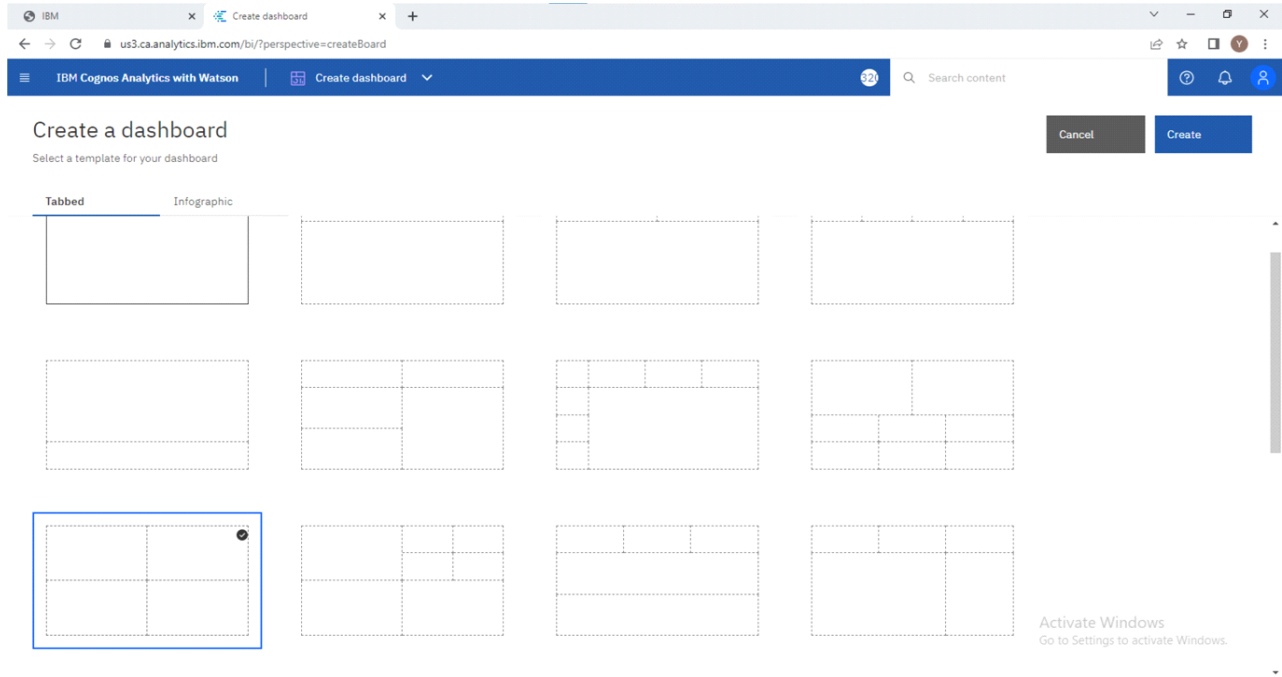 IBM
Create dashboard
us3.ca.analytics.ibm.com/bi/?perspective=createBoard
Y
IBM Cognos Analytics with Watson
Create dashboard
320
Search content
Create a dashboard
Select a template for your dashboard
Cancel
Create
Tabbed
Infographic
Activate Windows
Go to Settings to activate Windows.